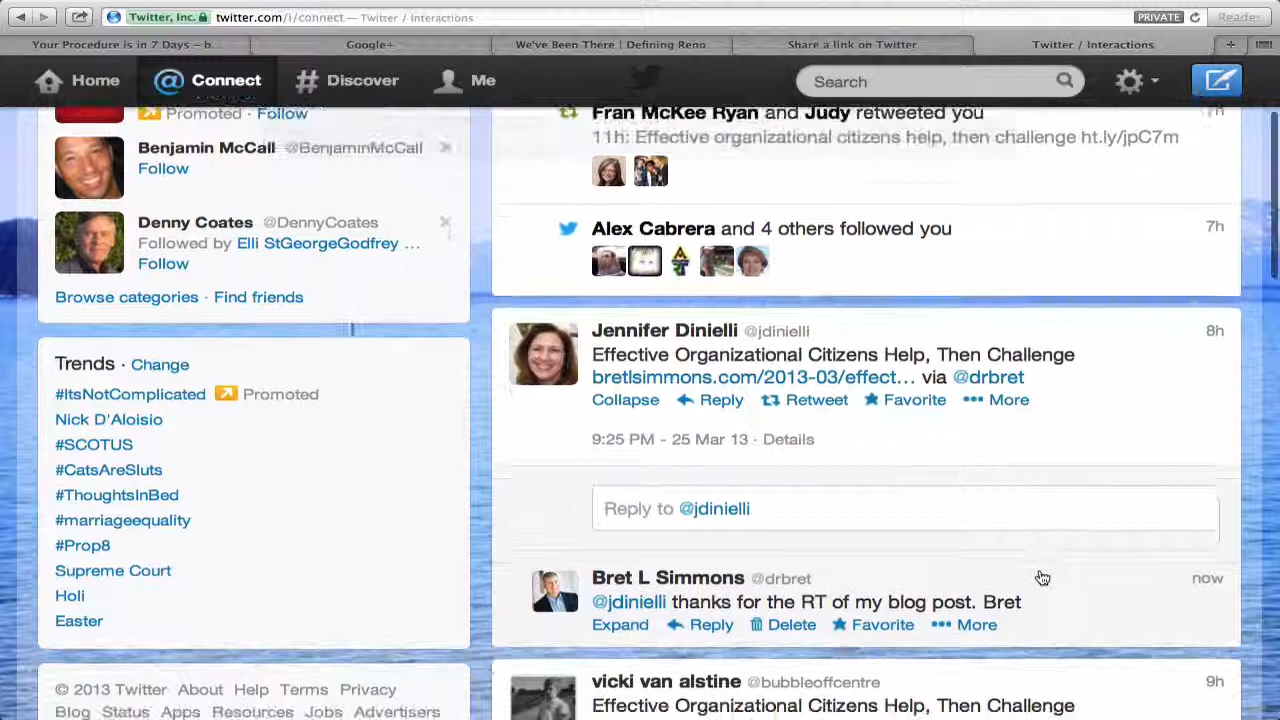 Twitter, Inc. twitter.com/i/connect — Twitter / Interactions PRIVATE Reader
Your Procedure is in 7 Days – b... Google+ We've Been There | Defining Reno Share a link on Twitter Twitter / Interactions +
Home @ Connect # Discover Me Search
Promoted · Follow
Benjamin McCall @BenjaminMcCall
Follow
Denny Coates @DennyCoates
Followed by Elli StGeorgeGodfrey ...
Follow
Browse categories · Find friends
Trends · Change
#ItsNotComplicated Promoted
Nick D'Aloisio
#SCOTUS
#CatsAreSluts
#ThoughtsInBed
#marriageequality
#Prop8
Supreme Court
Holi
Easter
© 2013 Twitter About Help Terms Privacy
Blog Status Apps Resources Jobs Advertisers
Fran McKee Ryan and Judy retweeted you 17h
11h: Effective organizational citizens help, then challenge ht.ly/jpC7m
Alex Cabrera and 4 others followed you 7h
Jennifer Dinielli @jdinielli 8h
Effective Organizational Citizens Help, Then Challenge
bretlsimmons.com/2013-03/effect... via @drbret
Collapse Reply Retweet Favorite More
9:25 PM - 25 Mar 13 · Details
Reply to @jdinielli
Bret L Simmons @drbret now
@jdinielli thanks for the RT of my blog post. Bret
Expand Reply Delete Favorite More
vicki van alstine @bubbleoffcentre 9h
Effective Organizational Citizens Help, Then Challenge